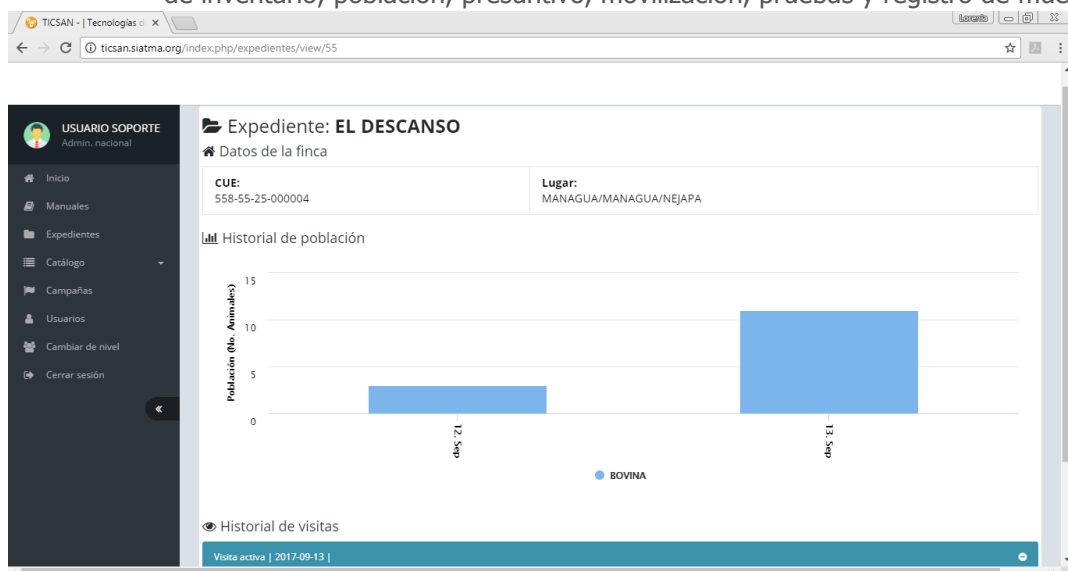 de inventario, población, presuntivo, movilización, pruebas y registro de mue
TICSAN - | Tecnologías d
Lorena
ticsan.siatma.org/index.php/expedientes/view/55
USUARIO SOPORTE
Admin. nacional
Inicio
Manuales
Expedientes
Catálogo
Campañas
Usuarios
Cambiar de nivel
Cerrar sesión
Expediente: EL DESCANSO
Datos de la finca
CUE:
558-55-25-000004
Lugar:
MANAGUA/MANAGUA/NEJAPA
Historial de población
Población (No. Animales)
15
10
5
0
12. Sep
13. Sep
BOVINA
Historial de visitas
Visita activa | 2017-09-13 |